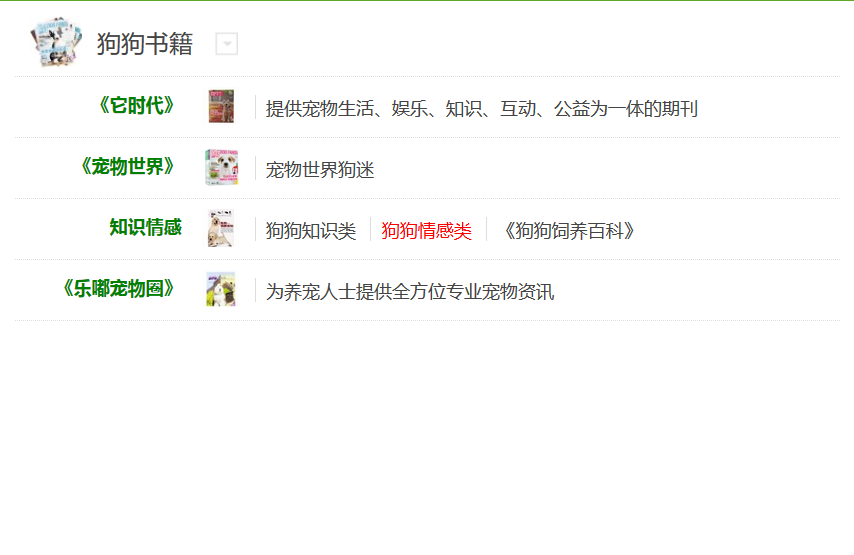 狗狗书籍
《它时代》 提供宠物生活、娱乐、知识、互动、公益为一体的期刊
《宠物世界》 宠物世界狗迷
知识情感 狗狗知识类 狗狗情感类 《狗狗饲养百科》
《乐嘟宠物圈》 为养宠人士提供全方位专业宠物资讯